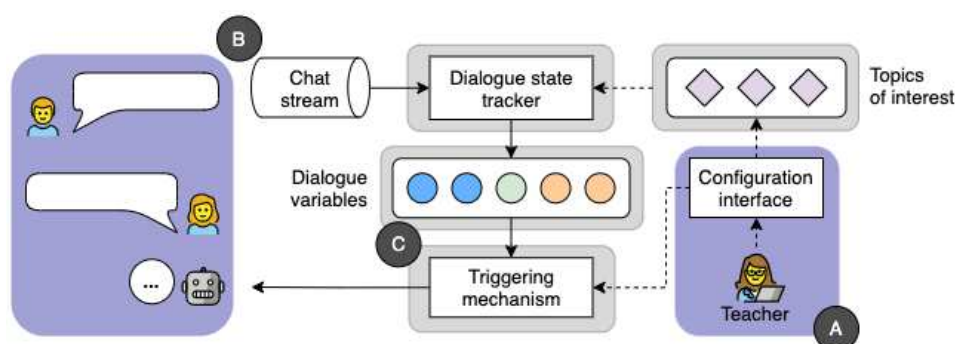 B
Chat
stream
Dialogue state
tracker
Topics
of interest
Dialogue
variables
Configuration
interface
C
Triggering
mechanism
...
Teacher
A